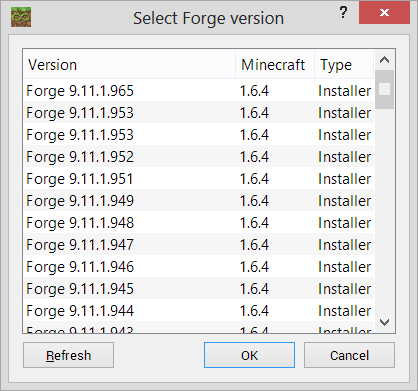 Select Forge version
?
Version Minecraft Type
Forge 9.11.1.965 1.6.4 Installer
Forge 9.11.1.953 1.6.4 Installer
Forge 9.11.1.953 1.6.4 Installer
Forge 9.11.1.952 1.6.4 Installer
Forge 9.11.1.951 1.6.4 Installer
Forge 9.11.1.949 1.6.4 Installer
Forge 9.11.1.948 1.6.4 Installer
Forge 9.11.1.947 1.6.4 Installer
Forge 9.11.1.946 1.6.4 Installer
Forge 9.11.1.945 1.6.4 Installer
Forge 9.11.1.944 1.6.4 Installer
Forge 9.11.1.943 1.6.4 Installer
Refresh OK Cancel